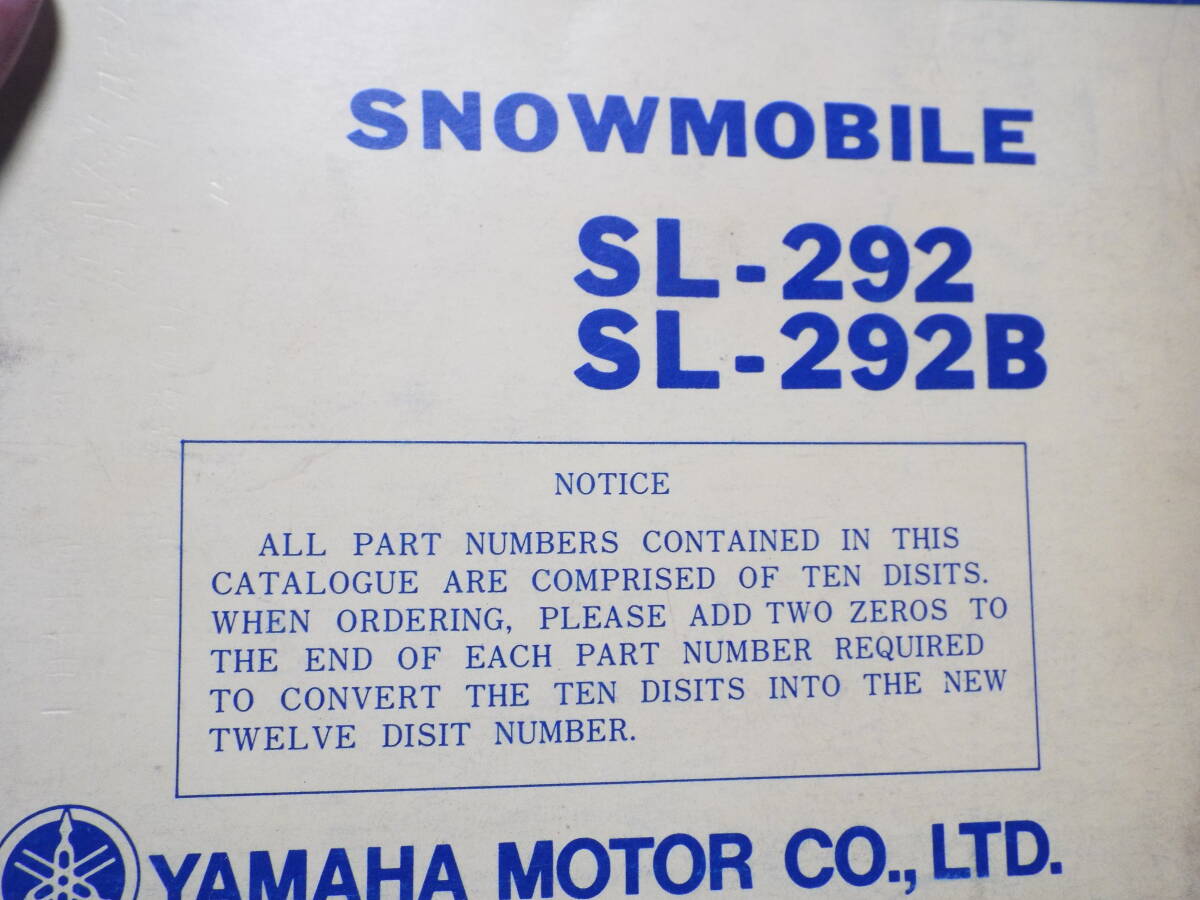 SNOWMOBILE
SL-292
SL-292B
NOTICE
ALL PART NUMBERS CONTAINED IN THIS
CATALOGUE ARE COMPRISED OF TEN DISITS.
WHEN ORDERING, PLEASE ADD TWO ZEROS TO
THE END OF EACH PART NUMBER REQUIRED
TO CONVERT THE TEN DISITS INTO THE NEW
TWELVE DISIT NUMBER.
YAMAHA MOTOR CO., LTD.